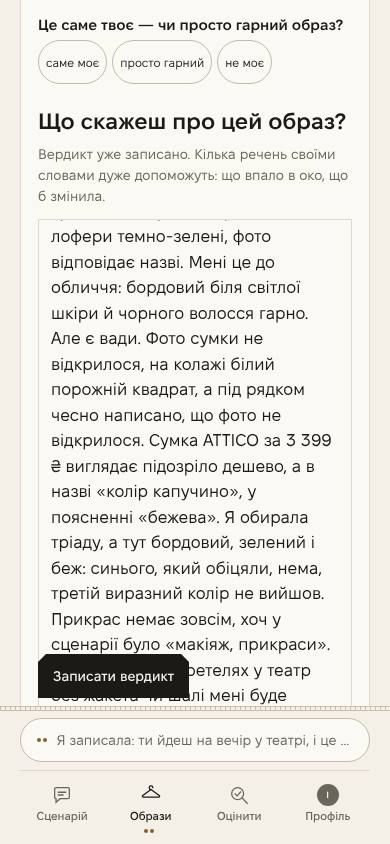 Це саме твоє — чи просто гарний образ?
саме моє просто гарний не моє
Що скажеш про цей образ?
Вердикт уже записано. Кілька речень своїми
словами дуже допоможуть: що впало в око, що
б змінила.
лофери темно-зелені, фото
відповідає назві. Мені це до
обличчя: бордовий біля світлої
шкіри й чорного волосся гарно.
Але є вади. Фото сумки не
відкрилося, на колажі білий
порожній квадрат, а під рядком
чесно написано, що фото не
відкрилося. Сумка ATTICO за 3 399
₴ виглядає підозріло дешево, а в
назві «колір капучино», у
поясненні «бежева». Я обирала
тріаду, а тут бордовий, зелений і
беж: синього, який обіцяли, нема,
третій виразний колір не вийшов.
Прикрас немає зовсім, хоч у
сценарії було «макіяж, прикраси».
Записати вердикт
у театр
шалі мені буде
Я записала: ти йдеш на вечір у театрі, і це ...
Сценарій Образи Оцінити Профіль